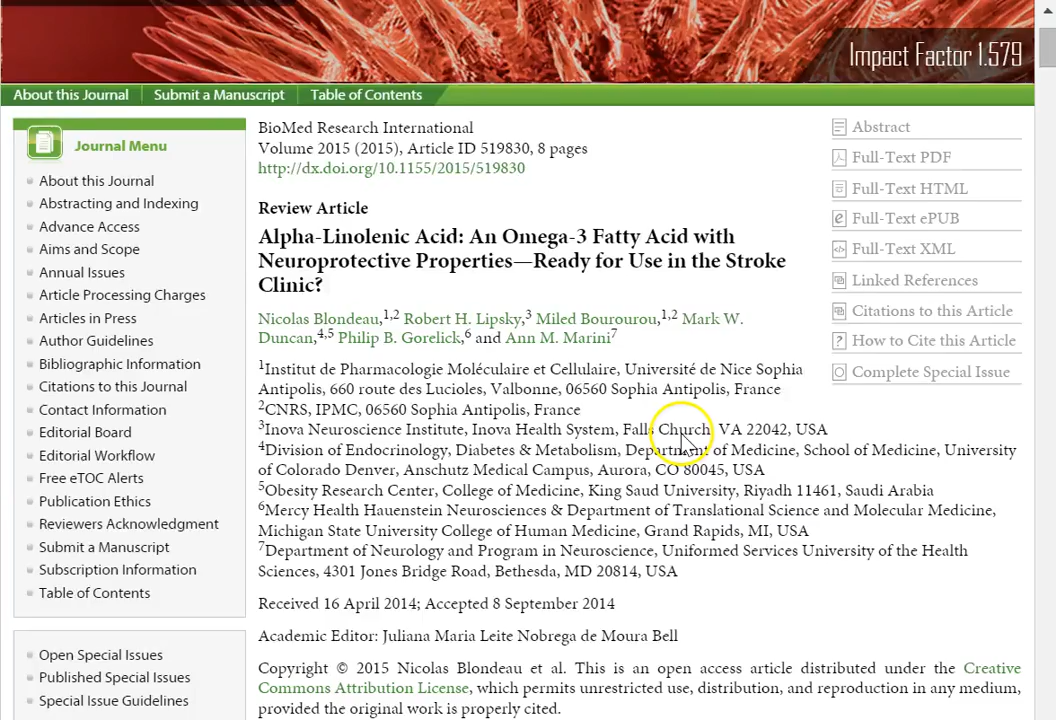 Impact Factor 1.579
About this Journal
Submit a Manuscript
Table of Contents
Journal Menu
About this Journal
Abstracting and Indexing
Advance Access
Aims and Scope
Annual Issues
Article Processing Charges
Articles in Press
Author Guidelines
Bibliographic Information
Citations to this Journal
Contact Information
Editorial Board
Editorial Workflow
Free eTOC Alerts
Publication Ethics
Reviewers Acknowledgment
Submit a Manuscript
Subscription Information
Table of Contents
Open Special Issues
Published Special Issues
Special Issue Guidelines
BioMed Research International
Volume 2015 (2015), Article ID 519830, 8 pages
http://dx.doi.org/10.1155/2015/519830
Review Article
Alpha-Linolenic Acid: An Omega-3 Fatty Acid with
Neuroprotective Properties—Ready for Use in the Stroke
Clinic?
Nicolas Blondeau,1,2 Robert H. Lipsky,3 Miled Bourourou,1,2 Mark W.
Duncan,4,5 Philip B. Gorelick,6 and Ann M. Marini7
1Institut de Pharmacologie Moléculaire et Cellulaire, Université de Nice Sophia
Antipolis, 660 route des Lucioles, Valbonne, 06560 Sophia Antipolis, France
2CNRS, IPMC, 06560 Sophia Antipolis, France
3Inova Neuroscience Institute, Inova Health System, Falls Church, VA 22042, USA
4Division of Endocrinology, Diabetes & Metabolism, Department of Medicine, School of Medicine, University
of Colorado Denver, Anschutz Medical Campus, Aurora, CO 80045, USA
5Obesity Research Center, College of Medicine, King Saud University, Riyadh 11461, Saudi Arabia
6Mercy Health Hauenstein Neurosciences & Department of Translational Science and Molecular Medicine,
Michigan State University College of Human Medicine, Grand Rapids, MI, USA
7Department of Neurology and Program in Neuroscience, Uniformed Services University of the Health
Sciences, 4301 Jones Bridge Road, Bethesda, MD 20814, USA
Received 16 April 2014; Accepted 8 September 2014
Academic Editor: Juliana Maria Leite Nobrega de Moura Bell
Copyright © 2015 Nicolas Blondeau et al. This is an open access article distributed under the Creative
Commons Attribution License, which permits unrestricted use, distribution, and reproduction in any medium,
provided the original work is properly cited.
Abstract
Full-Text PDF
Full-Text HTML
Full-Text ePUB
Full-Text XML
Linked References
Citations to this Article
How to Cite this Article
Complete Special Issue